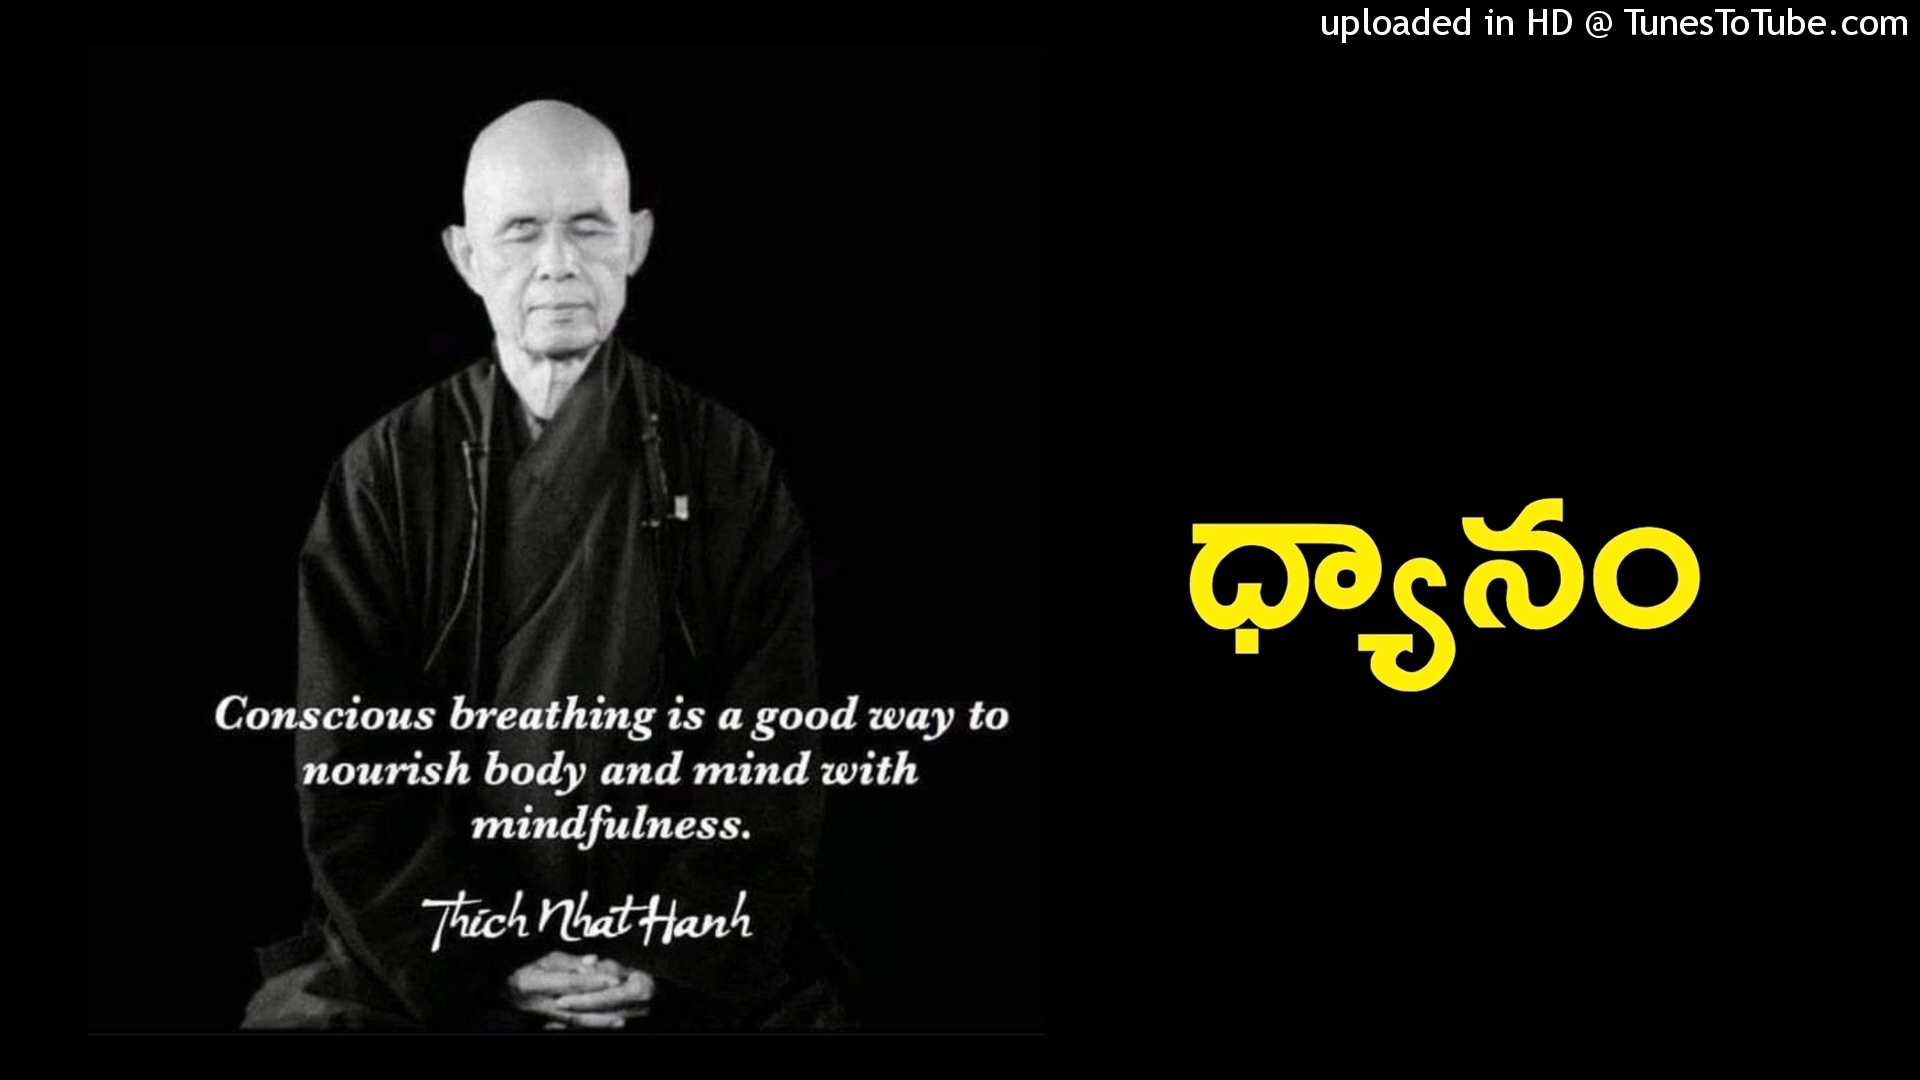 uploaded in HD @ TunesToTube.com
Conscious breathing is a good way to
nourish body and mind with
mindfulness.
Thich Nhat Hanh
ధ్యానం